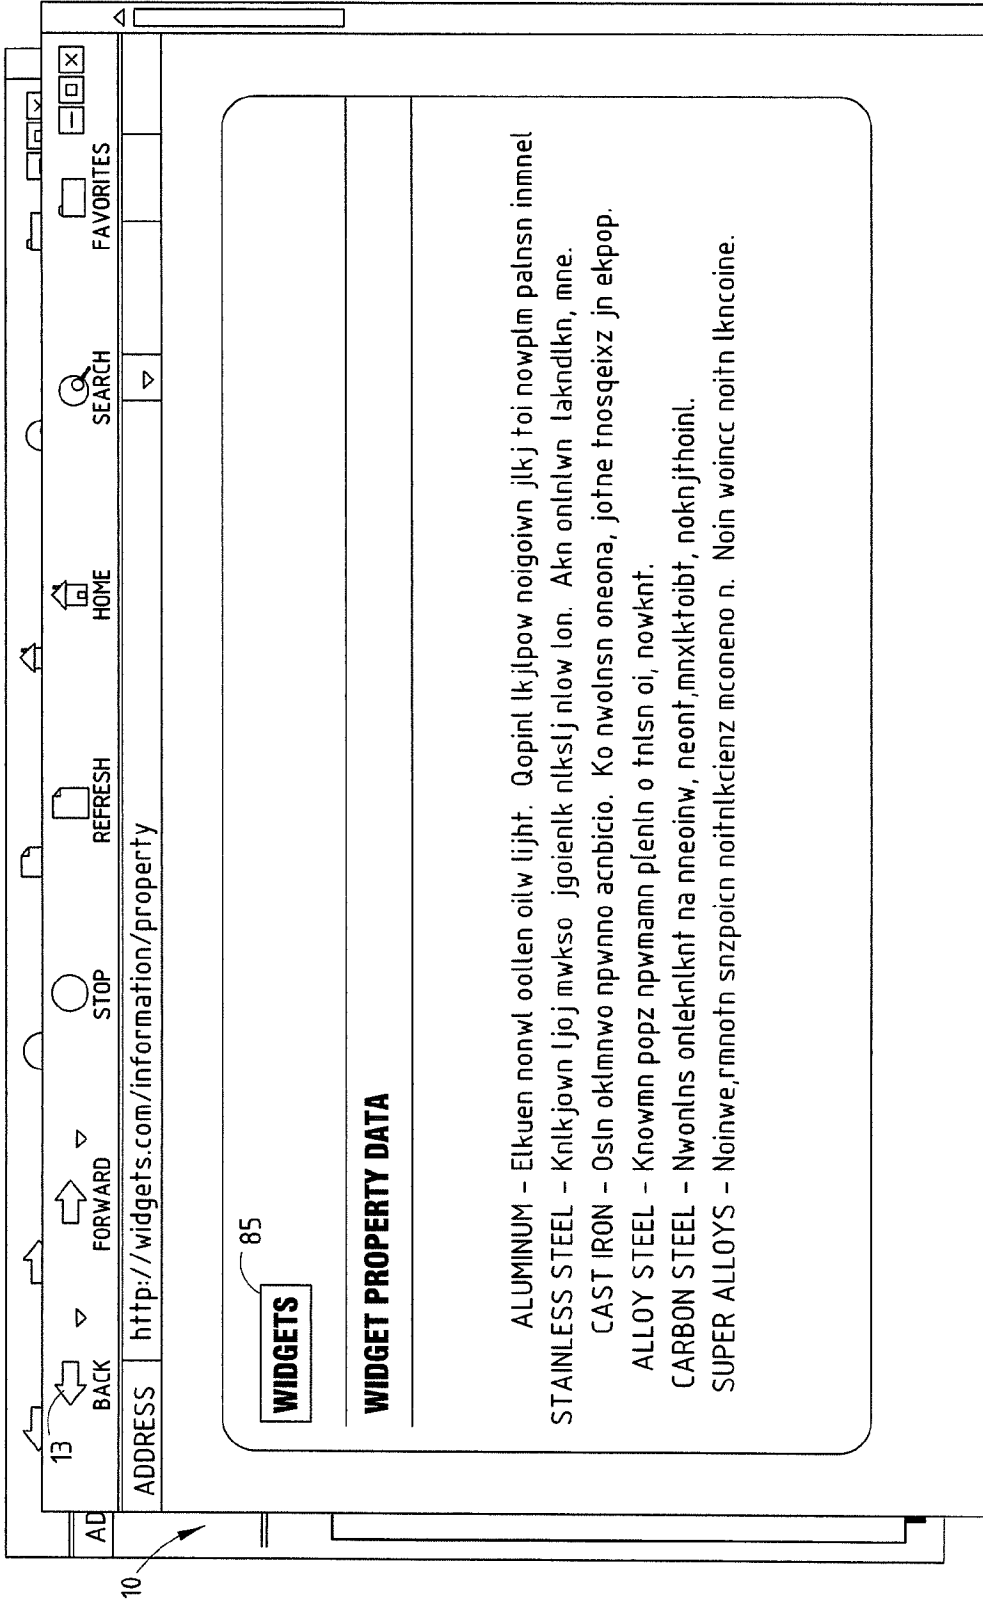 10
AD
13
BACK FORWARD STOP REFRESH HOME SEARCH FAVORITES
ADDRESS http://widgets.com/information/property
WIDGETS
85
WIDGET PROPERTY DATA
ALUMINUM – Elkuen nonwl oollen oilw lijht. Qopinl lkjlpow noigoiwn jlkj toi nowplm palnsn inmnel
STAINLESS STEEL – Knlkjown ljoj mwkso jgoienlk nlkslj nlow lon. Akn onlnlwn lakndlkn, mne.
CAST IRON – Osln oklmnwo npwnno acnbicio. Ko nwolnsn oneona, jotne tnosqeixz jn ekpop.
ALLOY STEEL – Knowmn popz npwmamn p[enln o tnlsn oi, nowknt.
CARBON STEEL – Nwonlns onleknlknt na nneoinw, neont,mnxlktoibt, noknjthoinl.
SUPER ALLOYS – Noinwe,rmnotn snzpoicn noitnlkcienz mconeno n. Noin woincc noitn lkncoine.